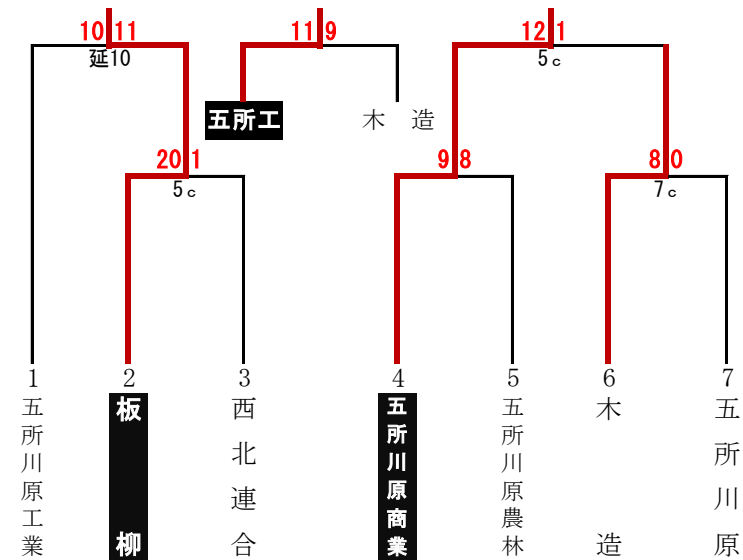 10 11 11 9 12 1
延10 5c
五所工 木造
20 1 9 8 8 0
5c 7c
1 2 3 4 5 6 7
五所川原工業
板柳
西北連合
五所川原商業
五所川原農林
木造
五所川原